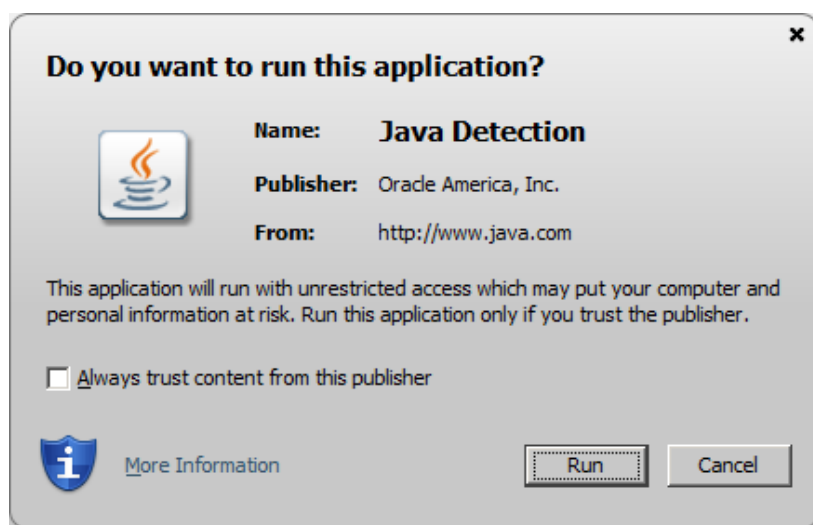 Do you want to run this application?
Name: Java Detection
Publisher: Oracle America, Inc.
From: http://www.java.com
This application will run with unrestricted access which may put your computer and
personal information at risk. Run this application only if you trust the publisher.
Always trust content from this publisher
More Information
Run Cancel